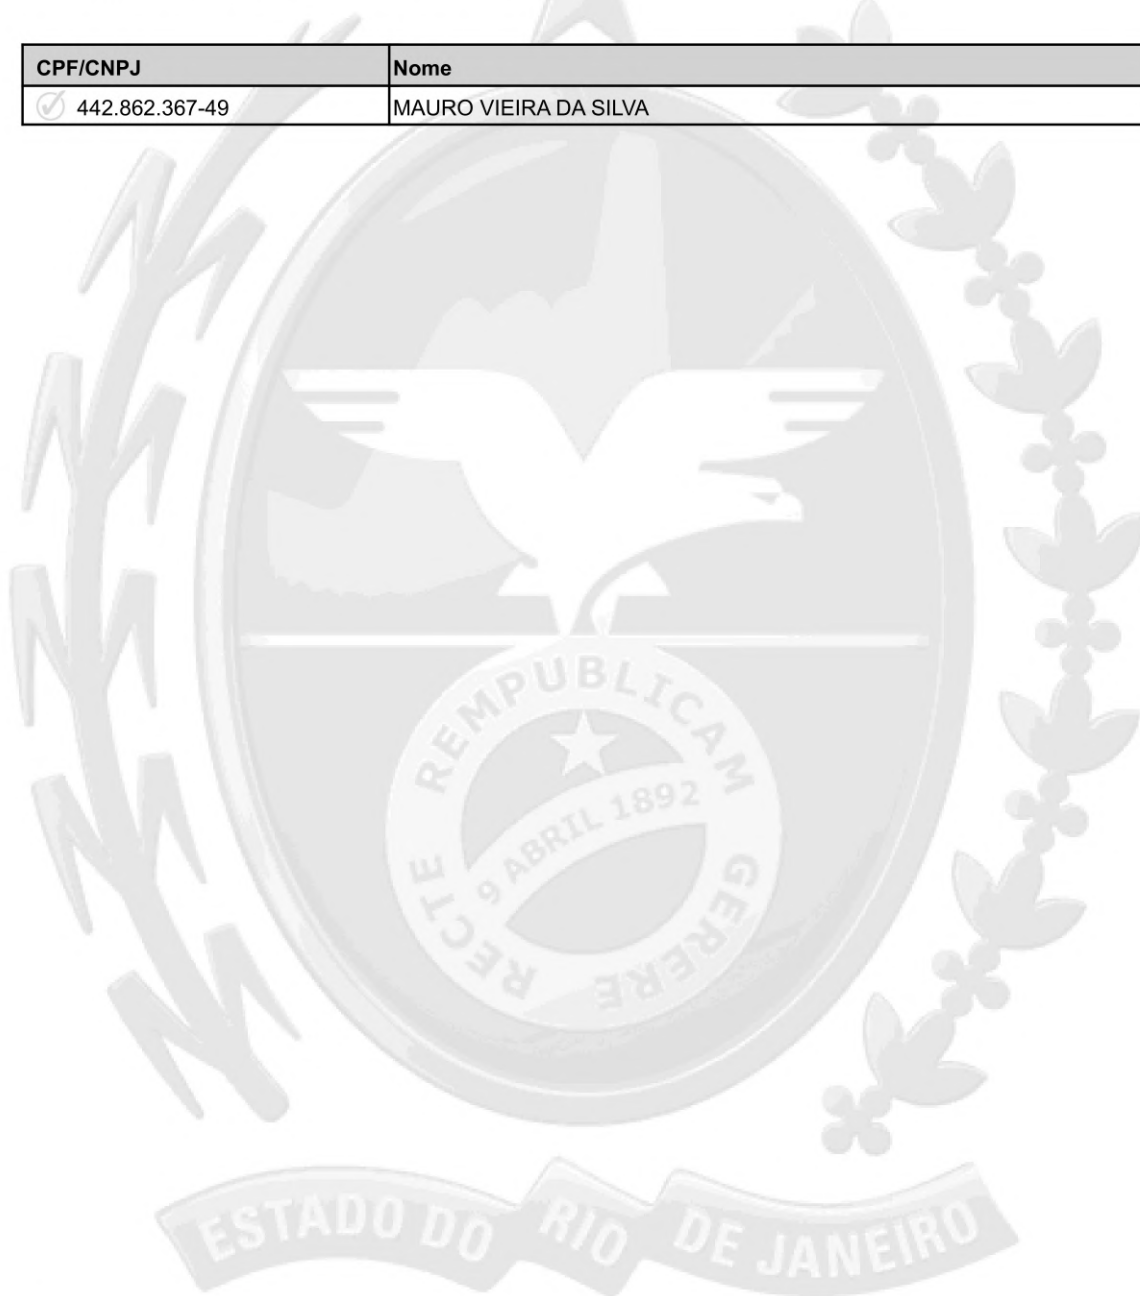 CPF/CNPJ Nome
442.862.367-49 MAURO VIEIRA DA SILVA
REMPUBLICAM
9 ABRIL 1892
RECTE GERERE
ESTADO DO RIO DE JANEIRO